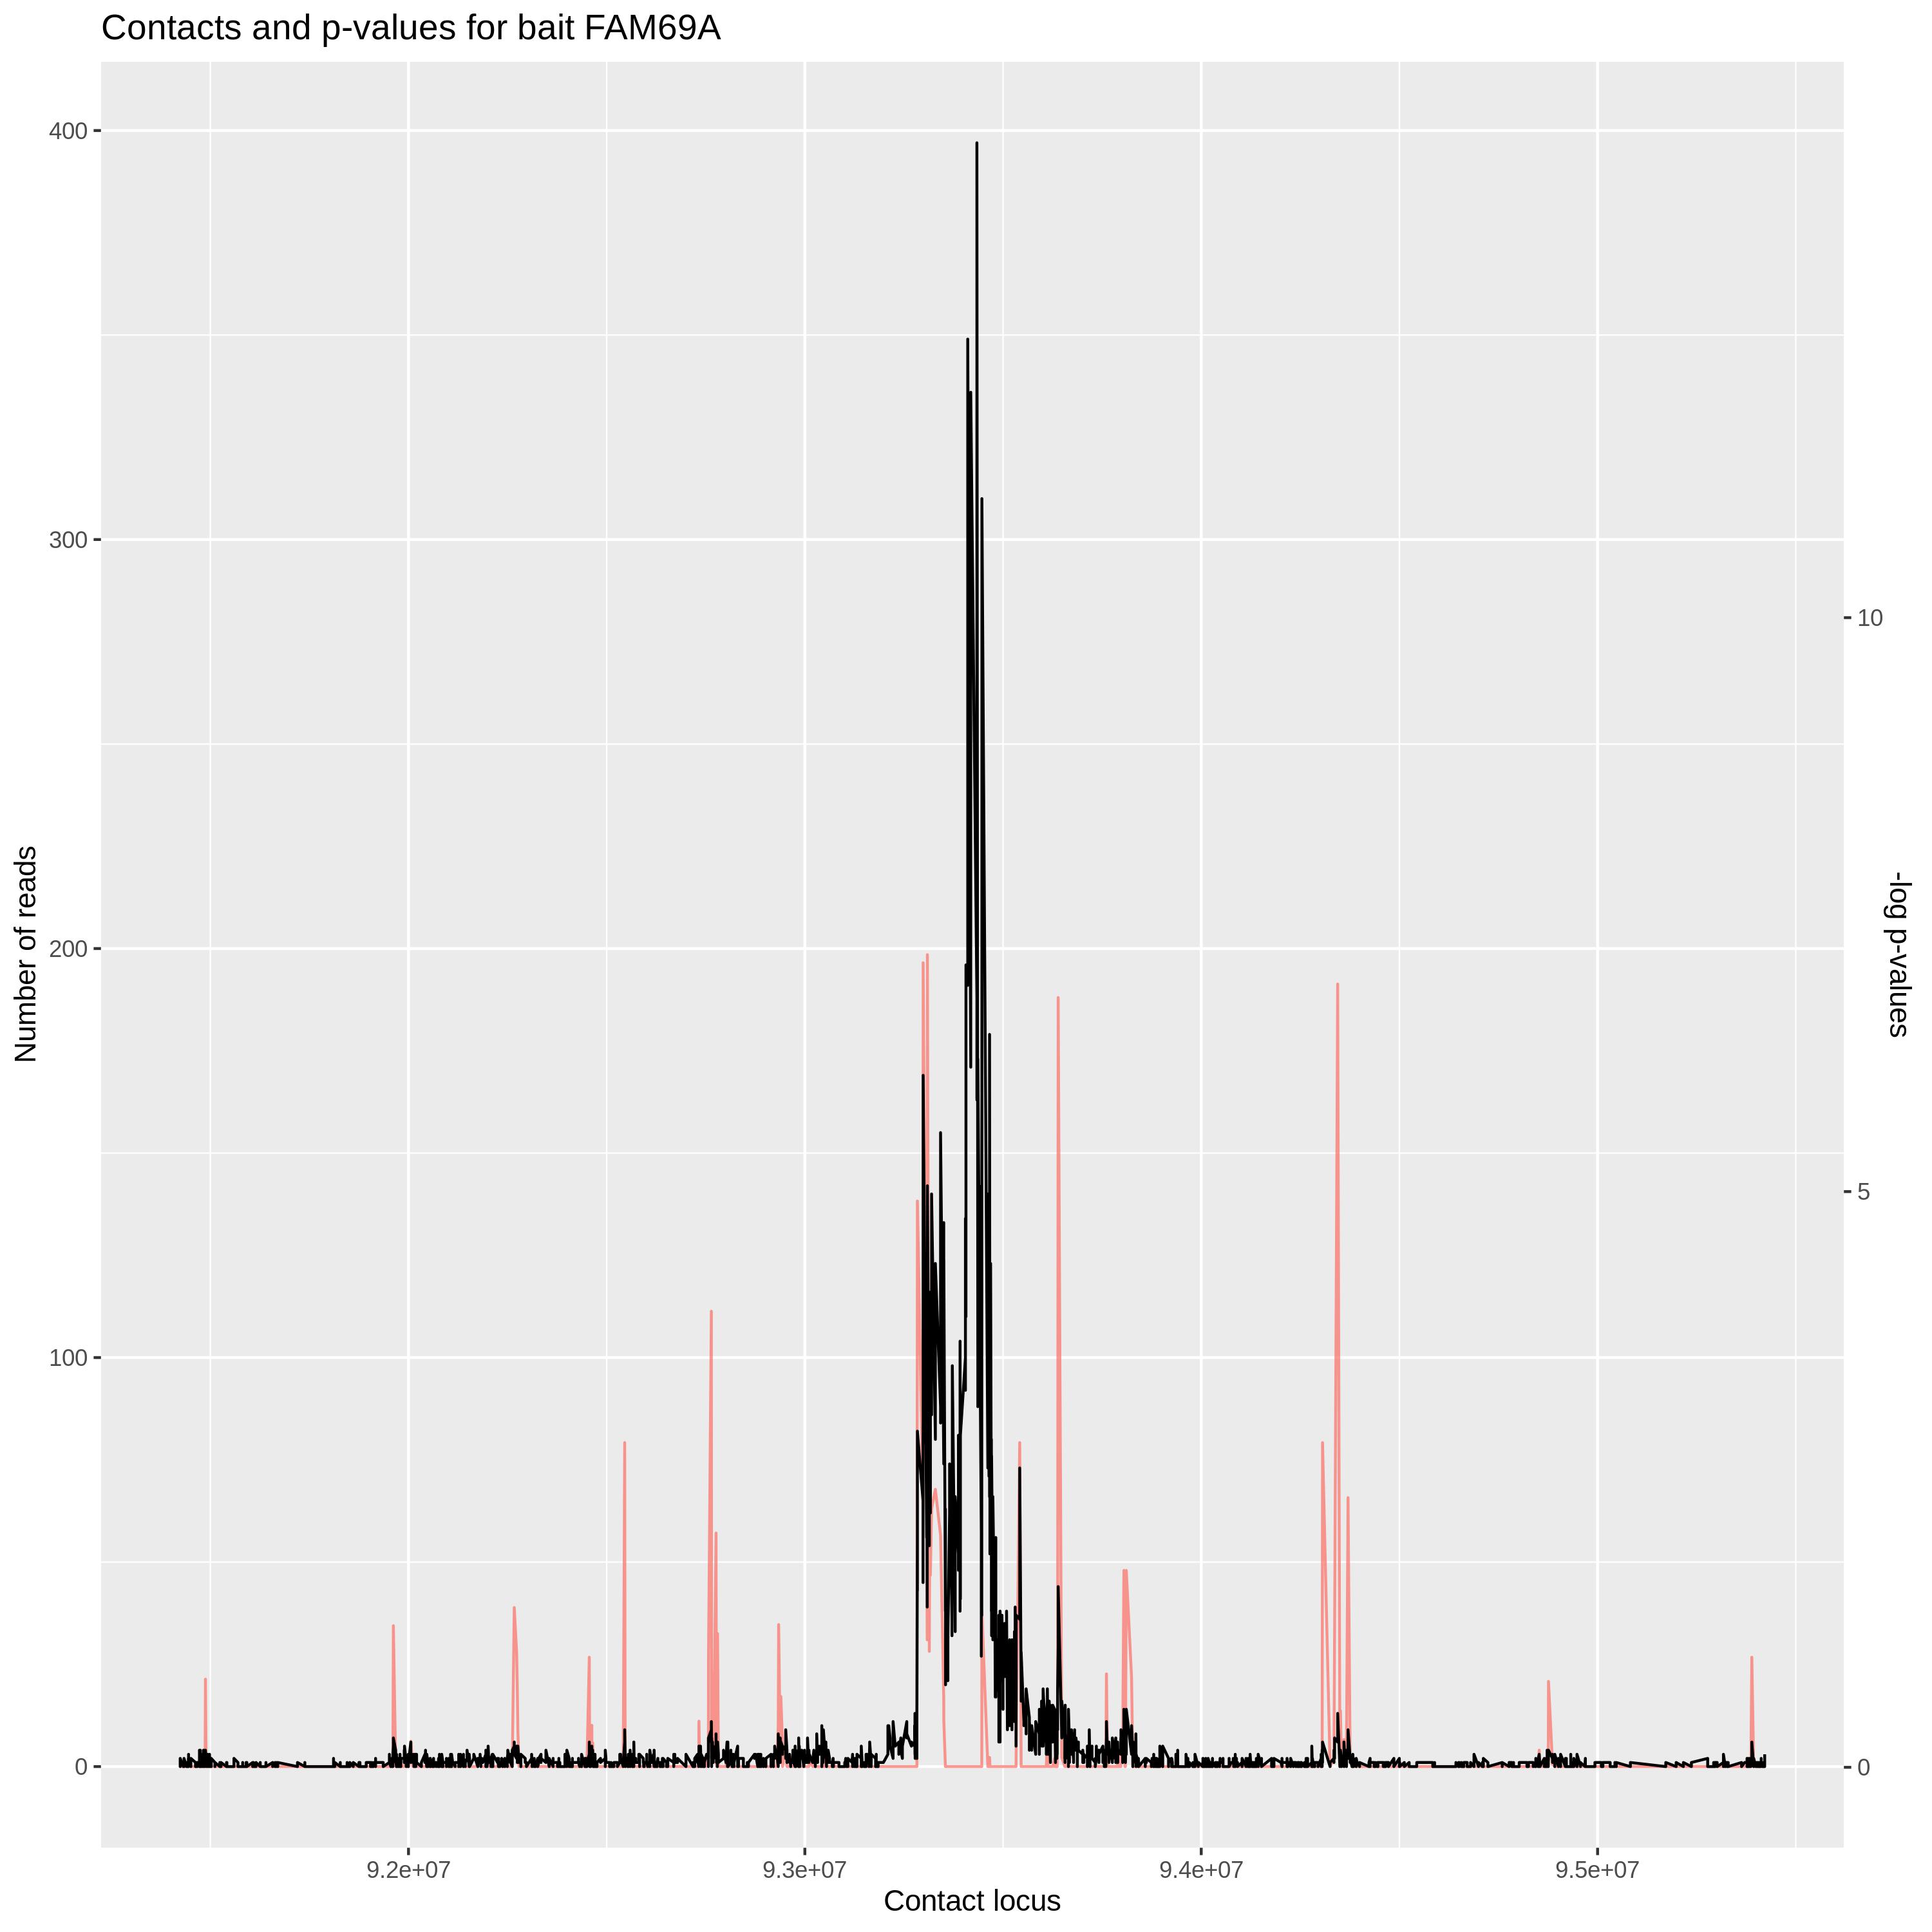 Contacts and p-values for bait FAM69A
400
300
200
100
0
Number of reads
10
5
0
-log p-values
9.2e+07
9.3e+07
9.4e+07
9.5e+07
Contact locus